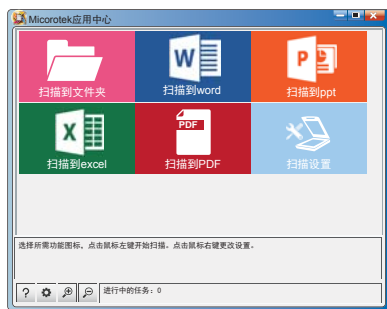 Micorotek应用中心
W
P
扫描到文件夹
扫描到word
扫描到ppt
X
PDF
扫描到excel
扫描到PDF
扫描设置
选择所需功能图标、点击鼠标左键开始扫描。点击鼠标右键更改设置。
?
进行中的任务：0